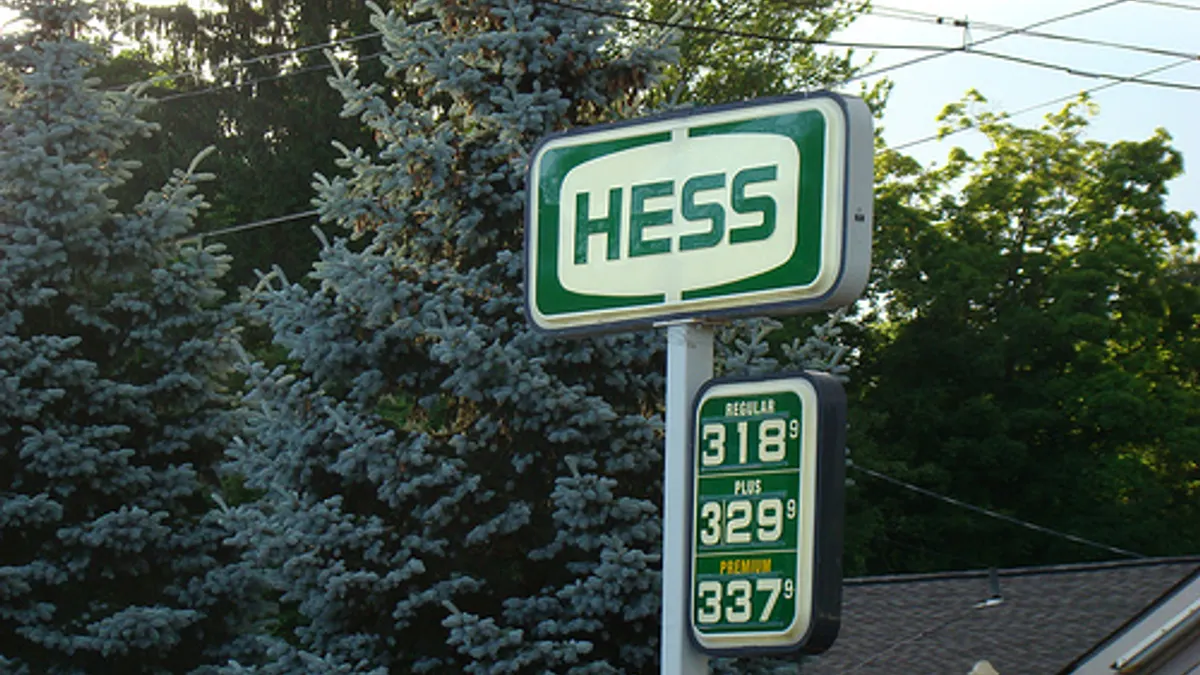 HESS
REGULAR
318 9
PLUS
329 9
PREMIUM
337 9